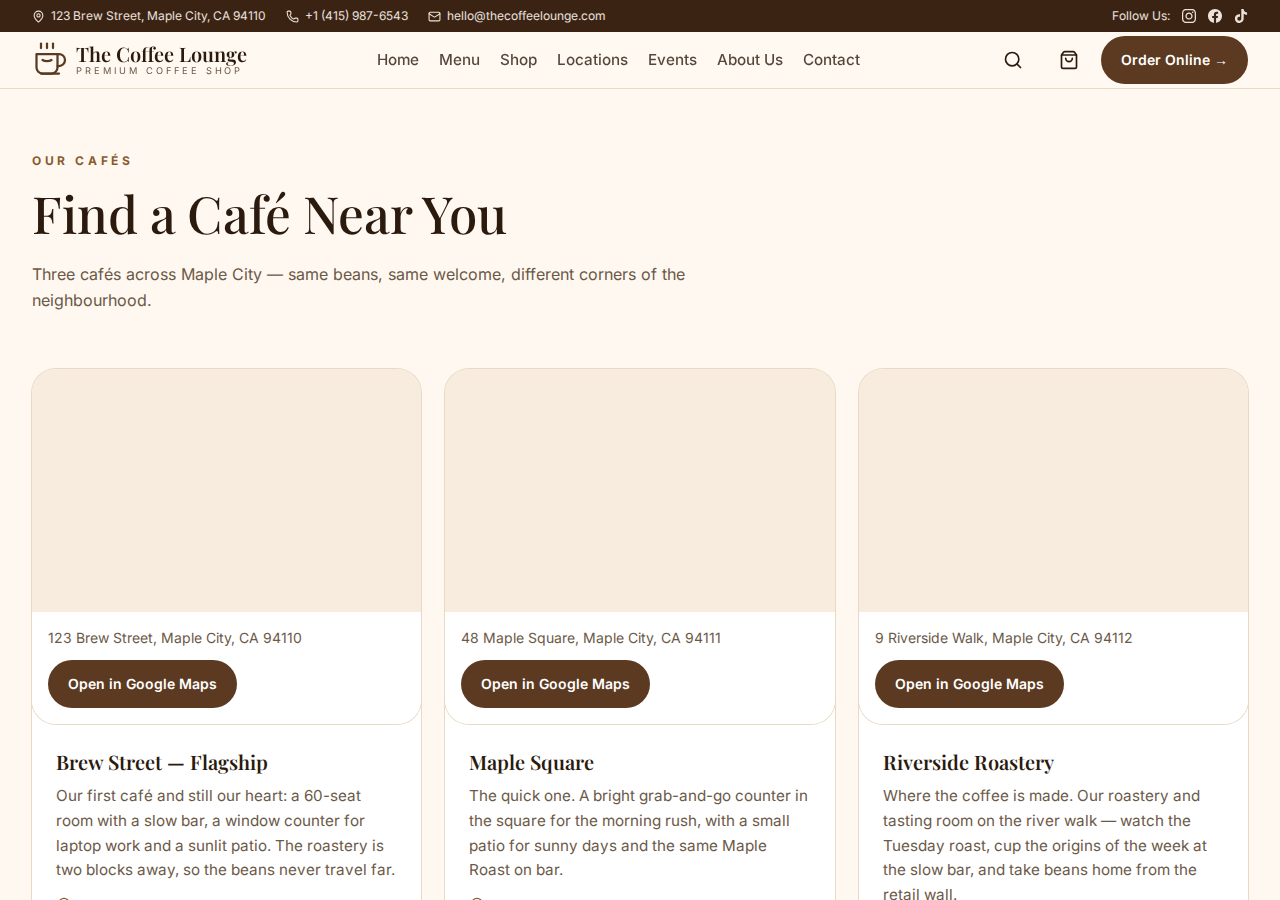 123 Brew Street, Maple City, CA 94110 +1 (415) 987-6543 hello@thecoffeelounge.com Follow Us:
The Coffee Lounge
PREMIUM COFFEE SHOP
Home Menu Shop Locations Events About Us Contact
Order Online →
OUR CAFÉS
Find a Café Near You
Three cafés across Maple City — same beans, same welcome, different corners of the
neighbourhood.
123 Brew Street, Maple City, CA 94110
Open in Google Maps
Brew Street — Flagship
Our first café and still our heart: a 60-seat
room with a slow bar, a window counter for
laptop work and a sunlit patio. The roastery is
two blocks away, so the beans never travel far.
48 Maple Square, Maple City, CA 94111
Open in Google Maps
Maple Square
The quick one. A bright grab-and-go counter in
the square for the morning rush, with a small
patio for sunny days and the same Maple
Roast on bar.
9 Riverside Walk, Maple City, CA 94112
Open in Google Maps
Riverside Roastery
Where the coffee is made. Our roastery and
tasting room on the river walk — watch the
Tuesday roast, cup the origins of the week at
the slow bar, and take beans home from the
retail wall.